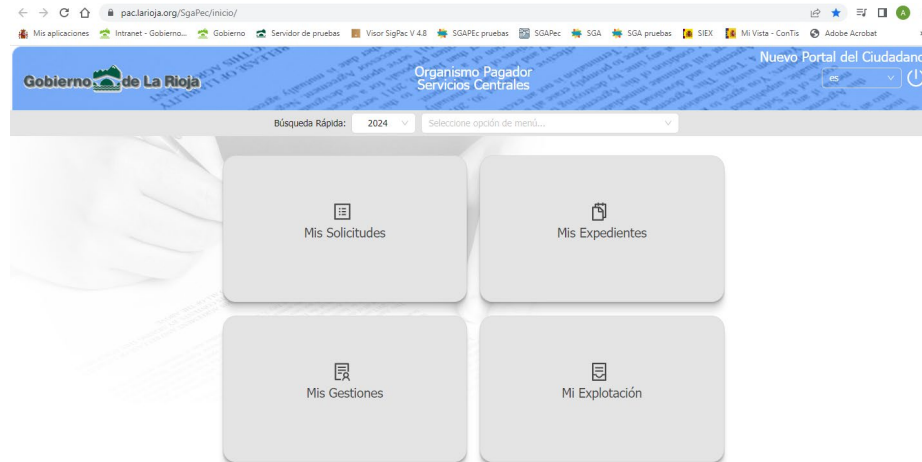 pac.larioja.org/SgaPec/inicio/
Mis aplicaciones Intranet - Gobierno... Gobierno Servidor de pruebas Visor SigPac V 4.8 SGAPEc pruebas SGAPec SGA SGA pruebas SIEX Mi Vista - ConTis Adobe Acrobat
Nuevo Portal del Ciudadano
Gobierno de La Rioja
Organismo Pagador
Servicios Centrales
es
Búsqueda Rápida: 2024 Seleccione opción de menú...
Mis Solicitudes Mis Expedientes
Mis Gestiones Mi Explotación